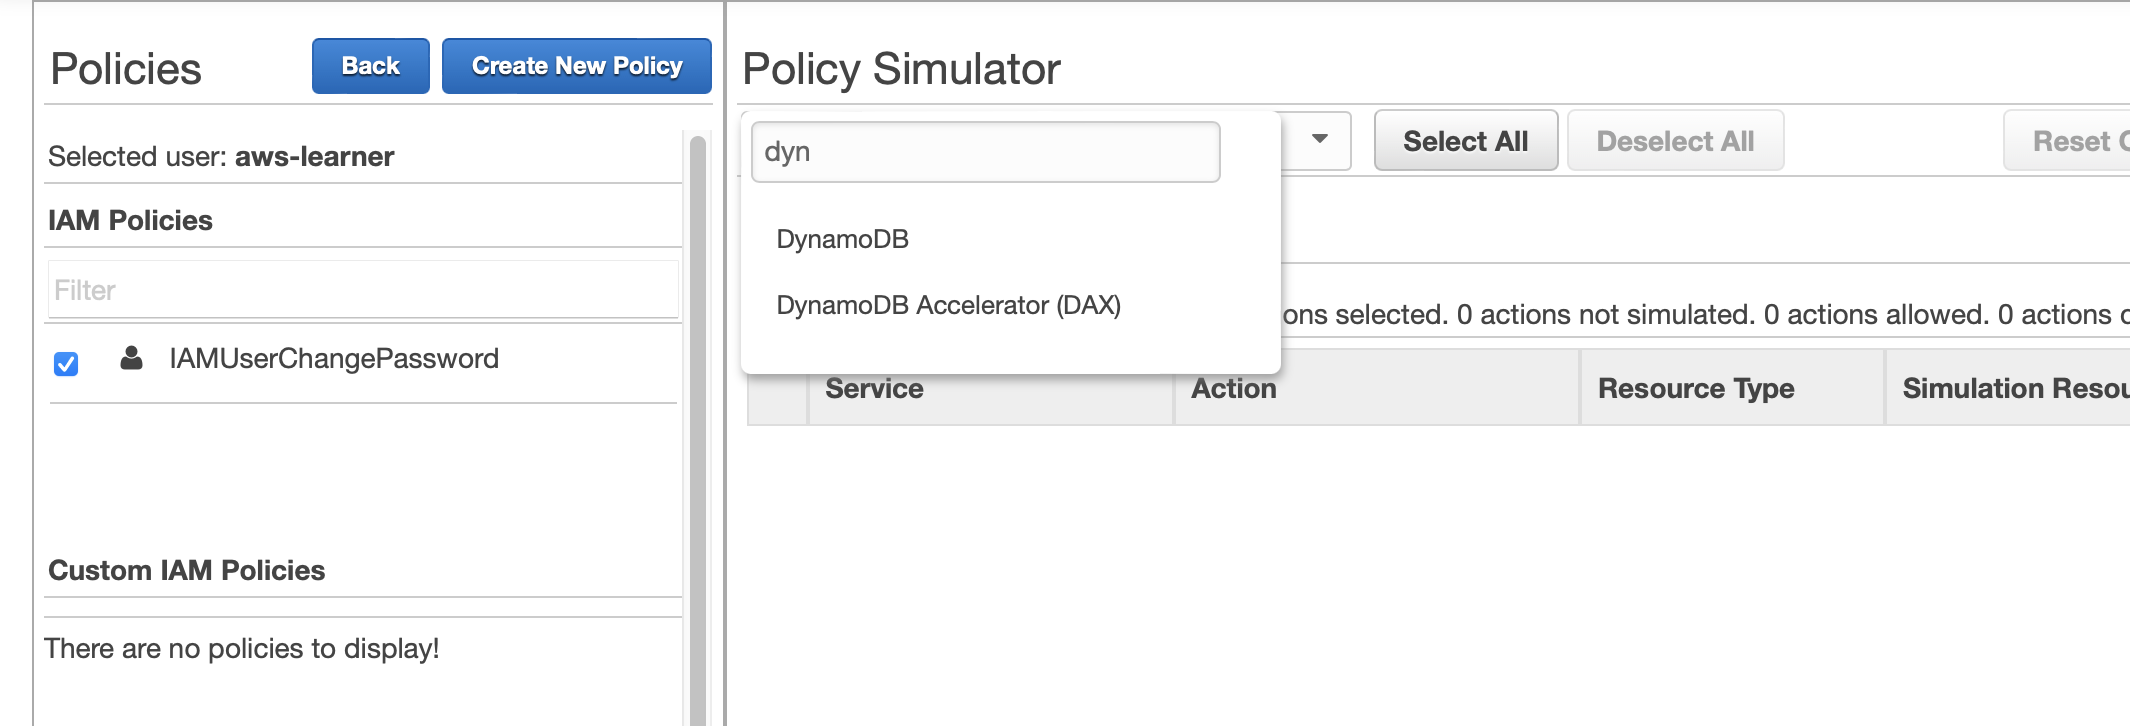 Policies
Back
Create New Policy
Selected user: aws-learner
IAM Policies
Filter
IAMUserChangePassword
Custom IAM Policies
There are no policies to display!
Policy Simulator
dyn
Select All
Deselect All
Reset
DynamoDB
DynamoDB Accelerator (DAX)
selected. 0 actions not simulated. 0 actions allowed. 0 actions
Service
Action
Resource Type
Simulation